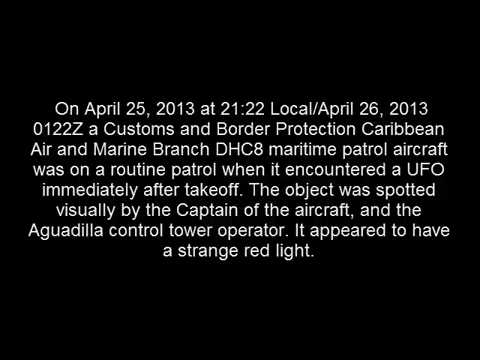 On April 25, 2013 at 21:22 Local/April 26, 2013
0122Z a Customs and Border Protection Caribbean
Air and Marine Branch DHC8 maritime patrol aircraft
was on a routine patrol when it encountered a UFO
immediately after takeoff. The object was spotted
visually by the Captain of the aircraft, and the
Aguadilla control tower operator. It appeared to have
a strange red light.